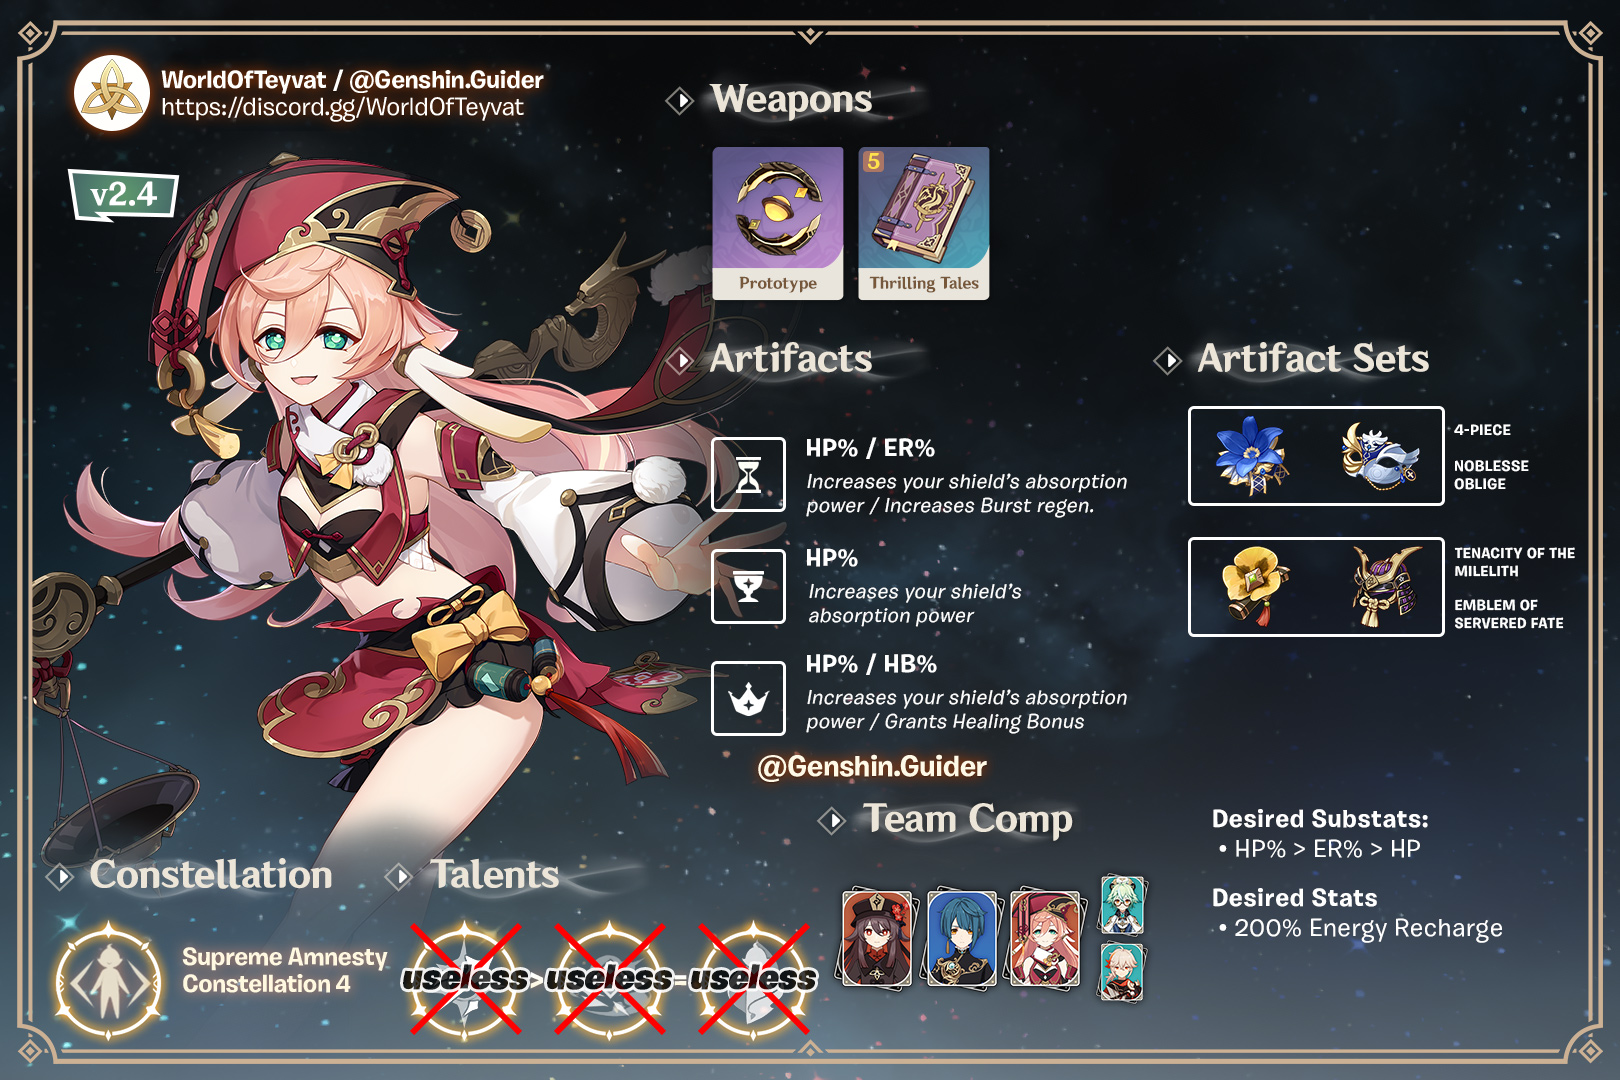 WorldOfTeyvat / @Genshin.Guider
https://discord.gg/WorldOfTeyvat
v2.4
Weapons
5
Prototype
Thrilling Tales
Artifacts
HP% / ER%
Increases your shield's absorption
power / Increases Burst regen.
HP%
Increases your shield's
absorption power
HP% / HB%
Increases your shield's absorption
power / Grants Healing Bonus
@Genshin.Guider
Artifact Sets
4-PIECE
NOBLESSE
OBLIGE
TENACITY OF THE
MILELITH
EMBLEM OF
SERVERED FATE
Team Comp
Desired Substats:
• HP% > ER% > HP
Desired Stats
• 200% Energy Recharge
Constellation
Supreme Amnesty
Constellation 4
Talents
useless>useless=useless